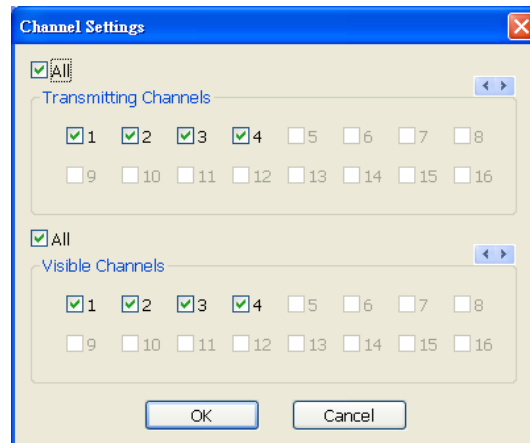 Channel Settings
All
Transmitting Channels
1 2 3 4 5 6 7 8
9 10 11 12 13 14 15 16
All
Visible Channels
1 2 3 4 5 6 7 8
9 10 11 12 13 14 15 16
OK Cancel